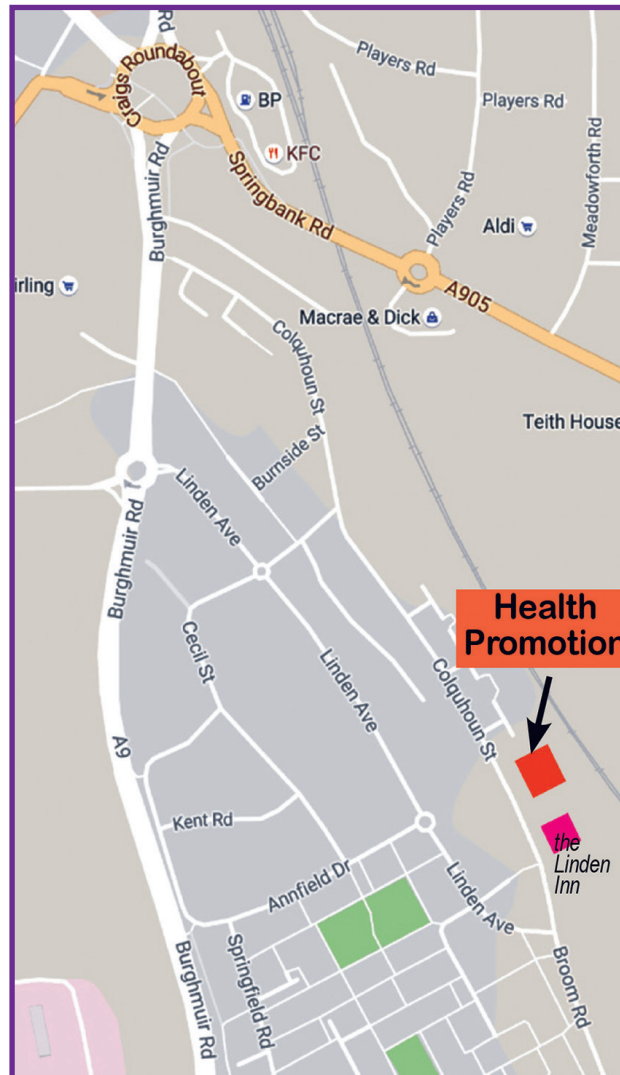 Rd
Craigs Roundabout
BP
KFC
Players Rd
Players Rd
Meadowforth Rd
Burghmuir Rd
Springbank Rd
Players Rd
Aldi
irling
A905
Macrae & Dick
Colquhoun St
Teith House
Burnside St
Linden Ave
Burghmuir Rd
Health
Promotion
Cecil St
Linden Ave
Colquhoun St
A9
Kent Rd
the
Linden
Inn
Annfield Dr
Linden Ave
Springfield Rd
Burghmuir Rd
Broom Rd